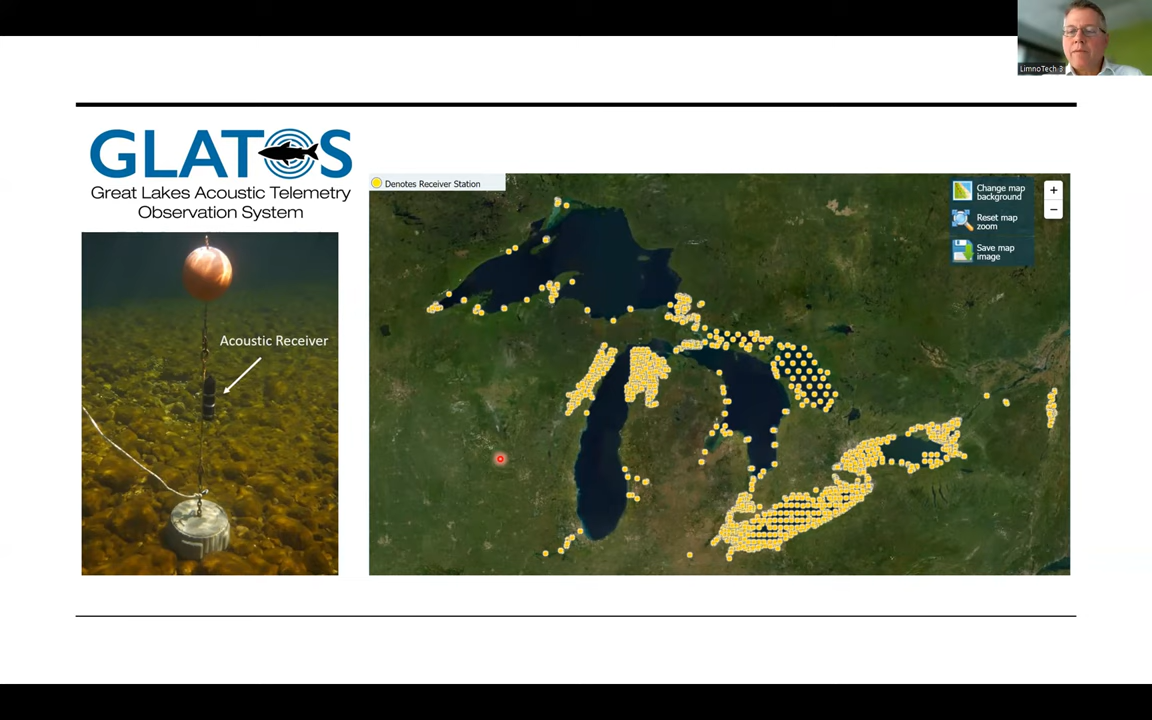 LimnoTech 3
GLATOS
Great Lakes Acoustic Telemetry
Observation System
Acoustic Receiver
Denotes Receiver Station
Change map
background
Reset map
zoom
Save map
image
+
−